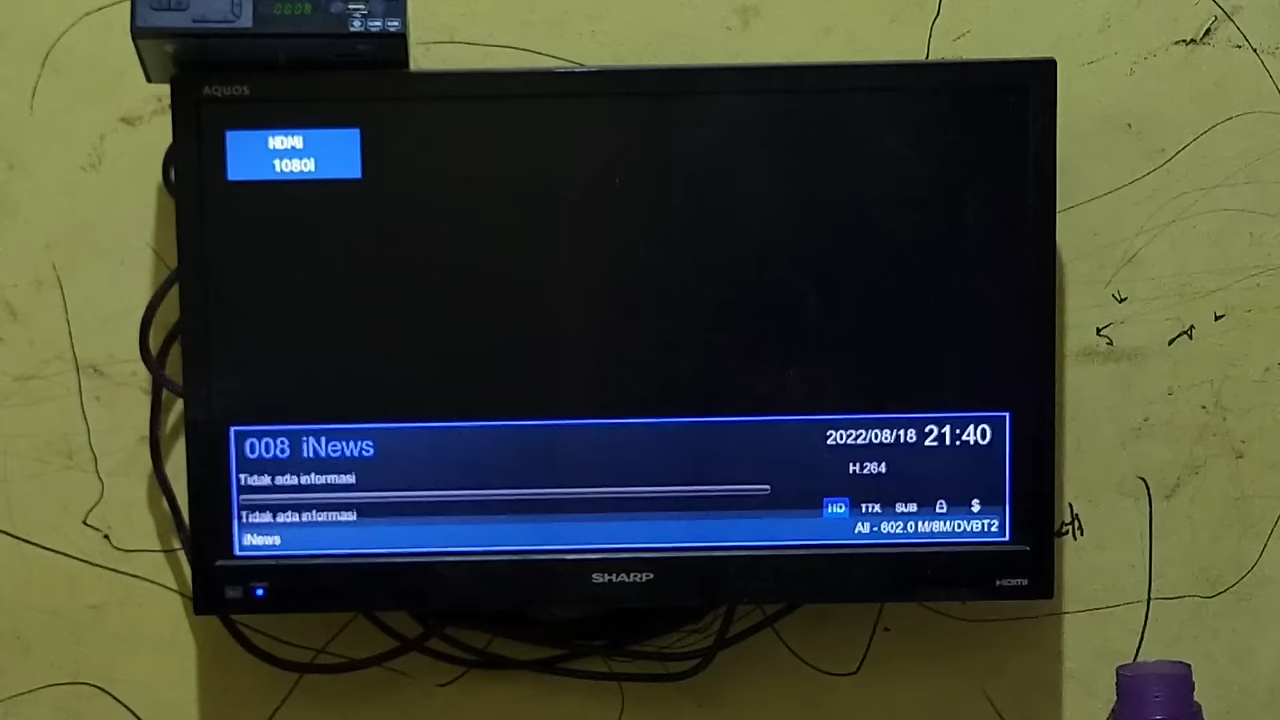 0008
AQUOS
HDMI
1080i
008 iNews
2022/08/18 21:40
Tidak ada informasi
H.264
Tidak ada informasi
HD TTX SUB $
iNews
All - 602.0 M/8M/DVBT2
SHARP
HDMI